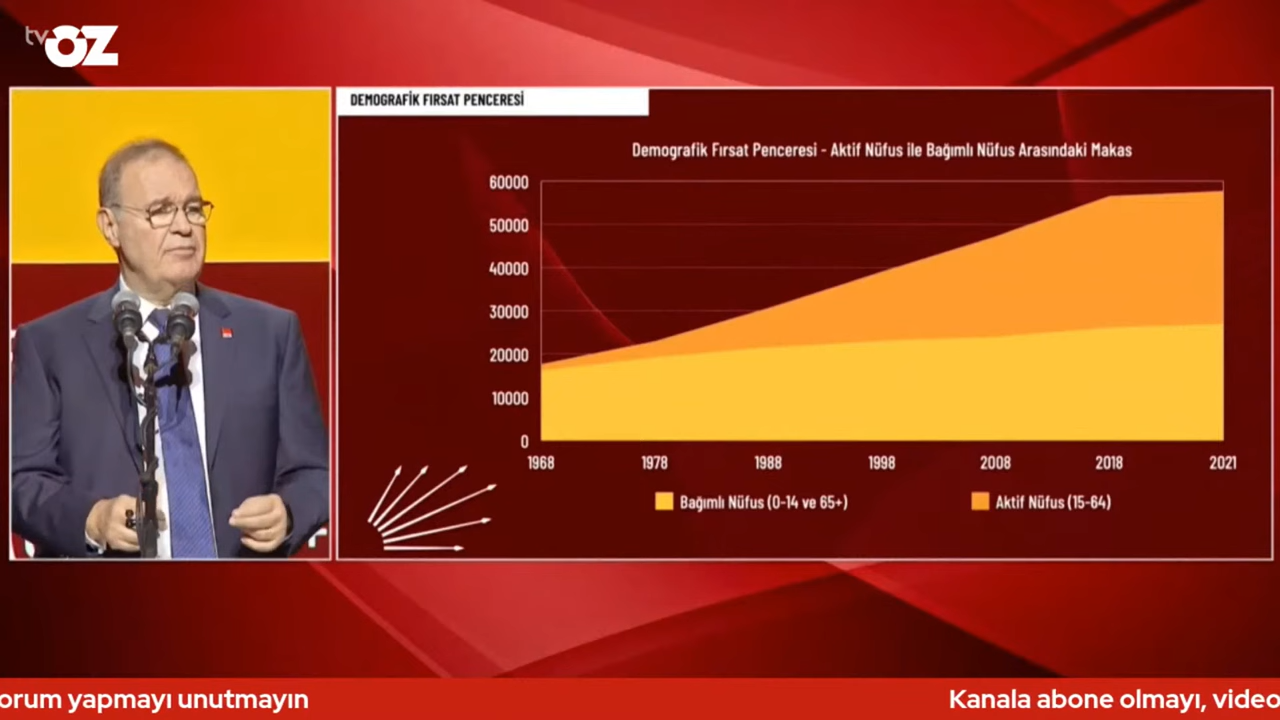 tv
ÖZ
DEMOGRAFİK FIRSAT PENCERESİ
Demografik Fırsat Penceresi - Aktif Nüfus ile Bağımlı Nüfus Arasındaki Makas
60000
50000
40000
30000
20000
10000
0
1968 1978 1988 1998 2008 2018 2021
Bağımlı Nüfus (0-14 ve 65+) Aktif Nüfus (15-64)
orum yapmayı unutmayın Kanala abone olmayı, video